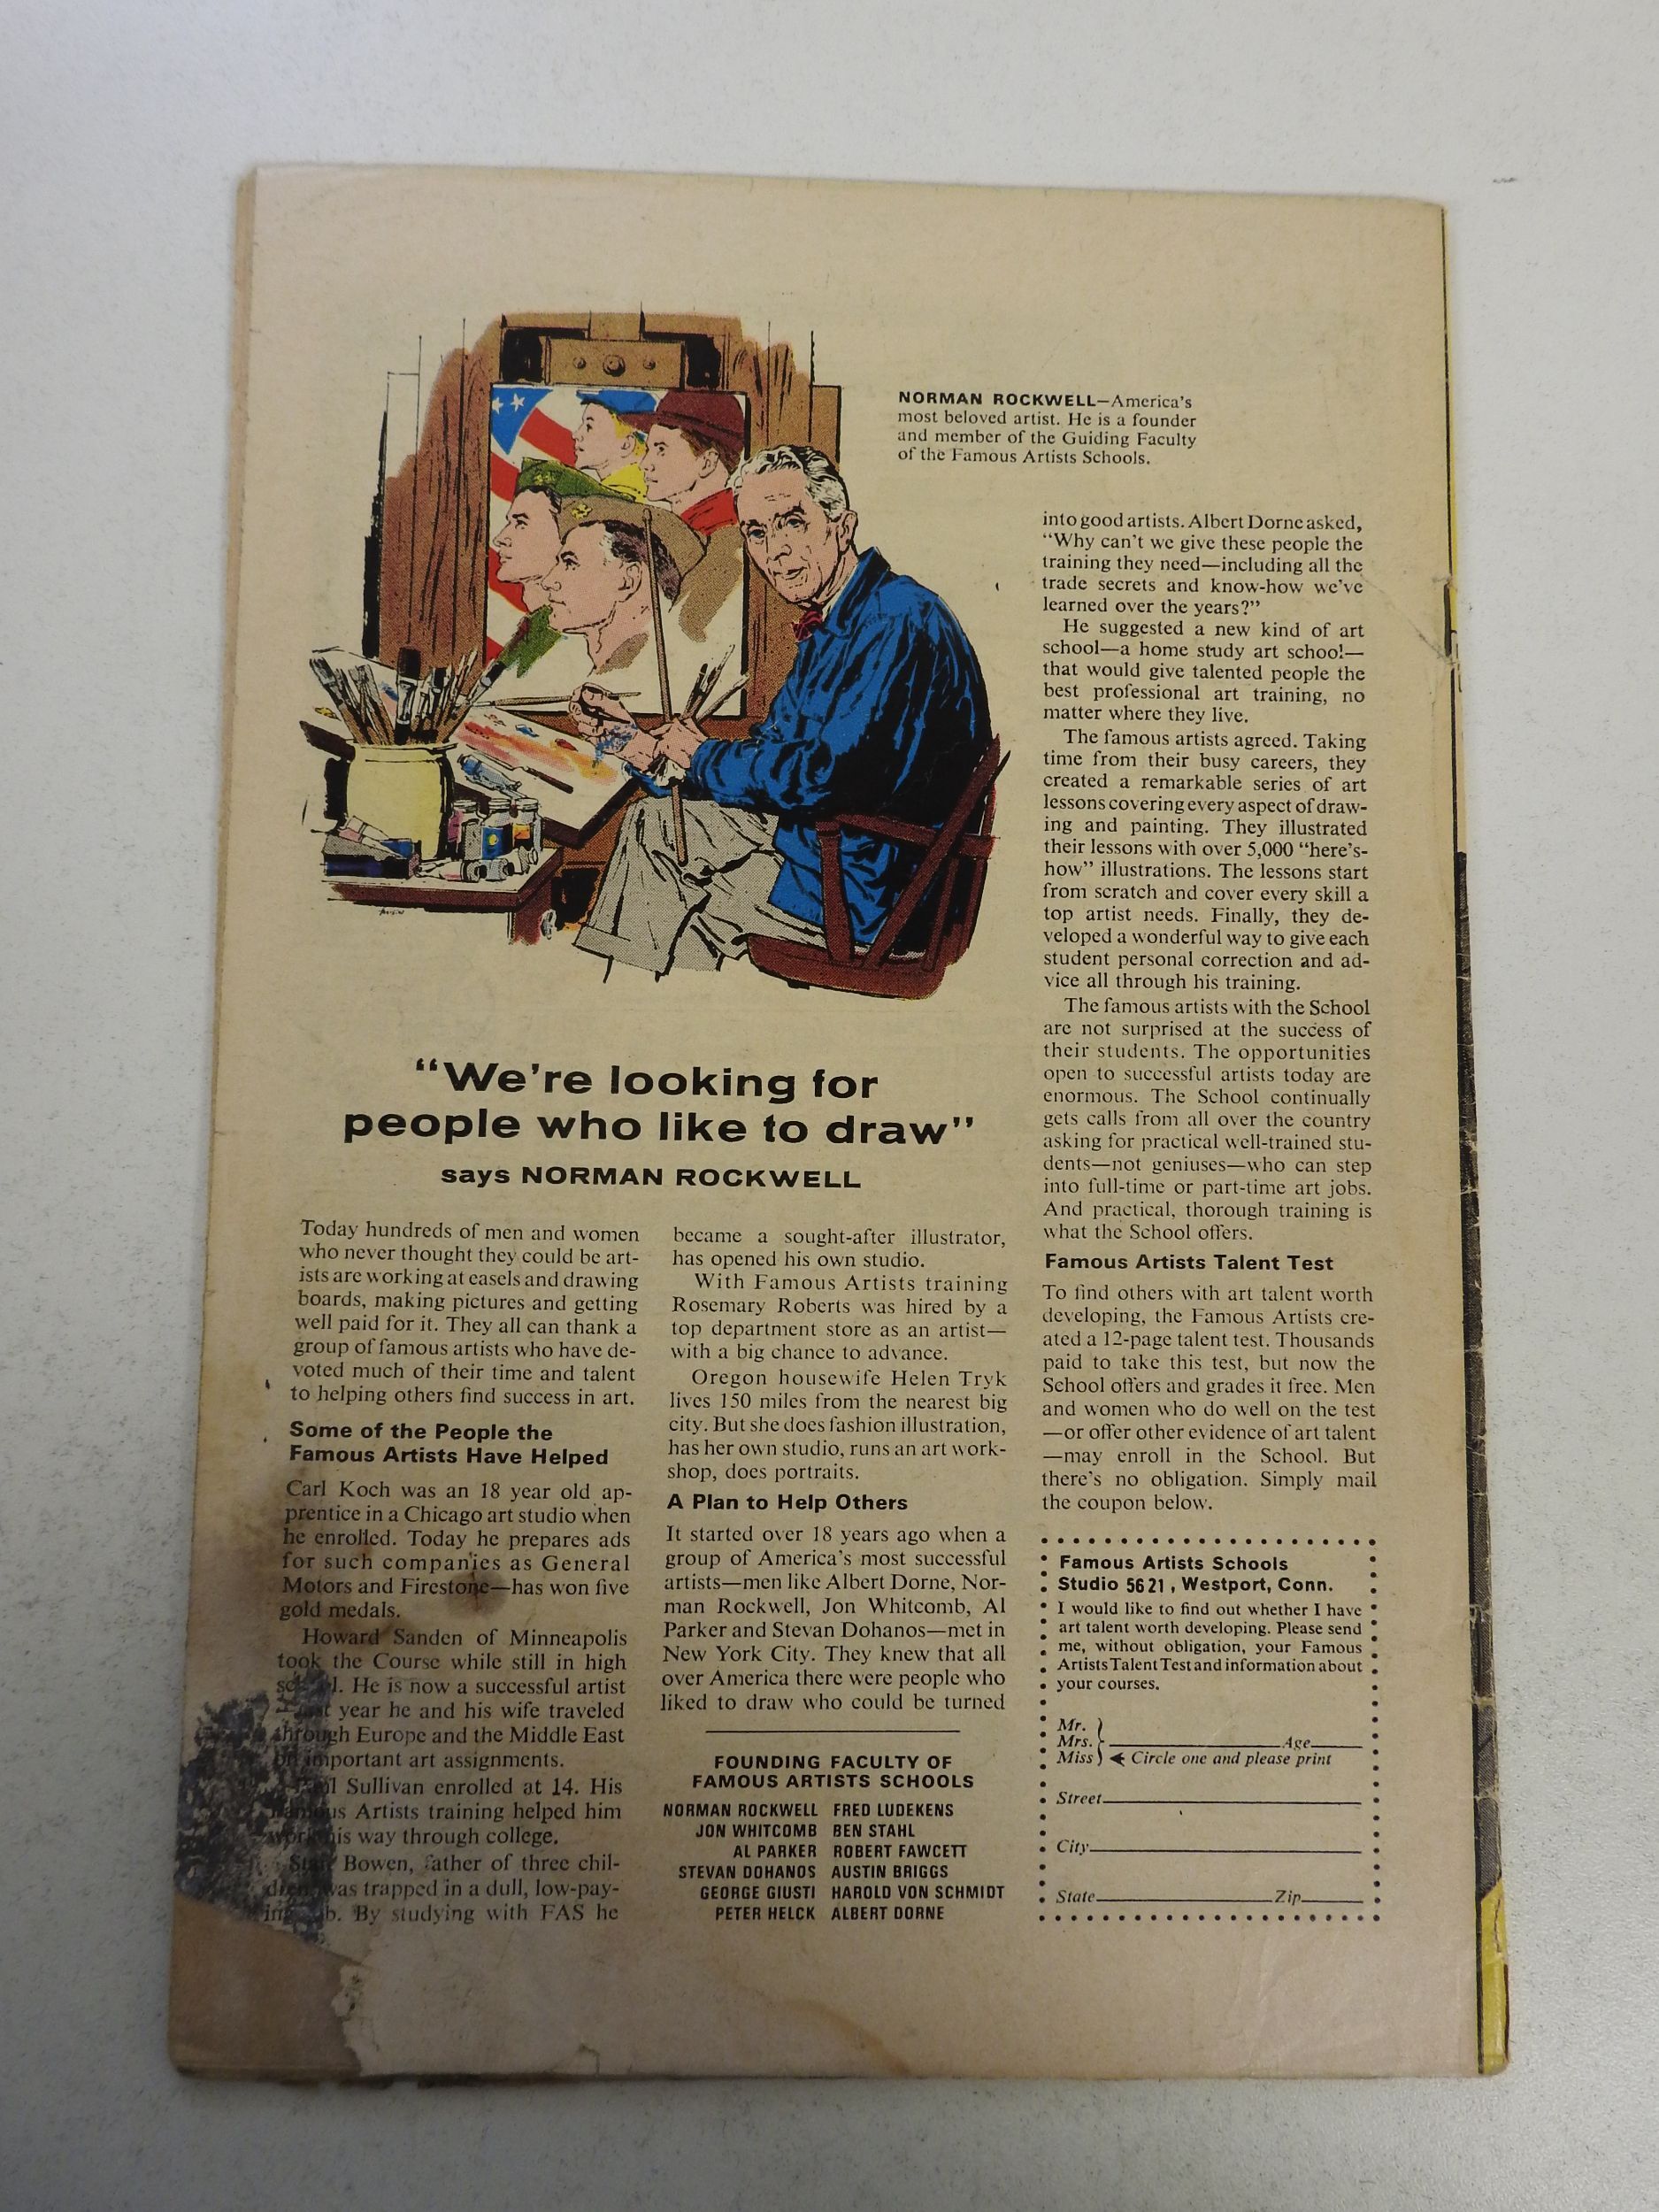 NORMAN ROCKWELL—America's
most beloved artist. He is a founder
and member of the Guiding Faculty
of the Famous Artists Schools.
"We're looking for
people who like to draw"
says NORMAN ROCKWELL
Today hundreds of men and women
who never thought they could be art-
ists are working at easels and drawing
boards, making pictures and getting
well paid for it. They all can thank a
group of famous artists who have de-
voted much of their time and talent
to helping others find success in art.
Some of the People the
Famous Artists Have Helped
Carl Koch was an 18 year old ap-
prentice in a Chicago art studio when
he enrolled. Today he prepares ads
for such companies as General
Motors and Firestone—has won five
gold medals.
Howard Sanden of Minneapolis
took the Course while still in high
He is now a successful artist
year he and his wife traveled
through Europe and the Middle East
on important art assignments.
Sullivan enrolled at 14. His
Famous Artists training helped him
work his way through college.
Bowen, father of three chil-
dren, was trapped in a dull, low-pay-
By studying with FAS he
became a sought-after illustrator,
has opened his own studio.
With Famous Artists training
Rosemary Roberts was hired by a
top department store as an artist—
with a big chance to advance.
Oregon housewife Helen Tryk
lives 150 miles from the nearest big
city. But she does fashion illustration,
has her own studio, runs an art work-
shop, does portraits.
A Plan to Help Others
It started over 18 years ago when a
group of America's most successful
artists—men like Albert Dorne, Nor-
man Rockwell, Jon Whitcomb, Al
Parker and Stevan Dohanos—met in
New York City. They knew that all
over America there were people who
liked to draw who could be turned
FOUNDING FACULTY OF
FAMOUS ARTISTS SCHOOLS
NORMAN ROCKWELL FRED LUDEKENS
JON WHITCOMB BEN STAHL
AL PARKER ROBERT FAWCETT
STEVAN DOHANOS AUSTIN BRIGGS
GEORGE GIUSTI HAROLD VON SCHMIDT
PETER HELCK ALBERT DORNE
into good artists. Albert Dorne asked,
"Why can't we give these people the
training they need—including all the
trade secrets and know-how we've
learned over the years?"
He suggested a new kind of art
school—a home study art school—
that would give talented people the
best professional art training, no
matter where they live.
The famous artists agreed. Taking
time from their busy careers, they
created a remarkable series of art
lessons covering every aspect of draw-
ing and painting. They illustrated
their lessons with over 5,000 "here's-
how" illustrations. The lessons start
from scratch and cover every skill a
top artist needs. Finally, they de-
veloped a wonderful way to give each
student personal correction and ad-
vice all through his training.
The famous artists with the School
are not surprised at the success of
their students. The opportunities
open to successful artists today are
enormous. The School continually
gets calls from all over the country
asking for practical well-trained stu-
dents—not geniuses—who can step
into full-time or part-time art jobs.
And practical, thorough training is
what the School offers.
Famous Artists Talent Test
To find others with art talent worth
developing, the Famous Artists cre-
ated a 12-page talent test. Thousands
paid to take this test, but now the
School offers and grades it free. Men
and women who do well on the test
—or offer other evidence of art talent
—may enroll in the School. But
there's no obligation. Simply mail
the coupon below.
Famous Artists Schools
Studio 5621, Westport, Conn.
I would like to find out whether I have
art talent worth developing. Please send
me, without obligation, your Famous
Artists Talent Test and information about
your courses.
Mr.
Mrs. Age
Miss Circle one and please print
Street
City
State Zip